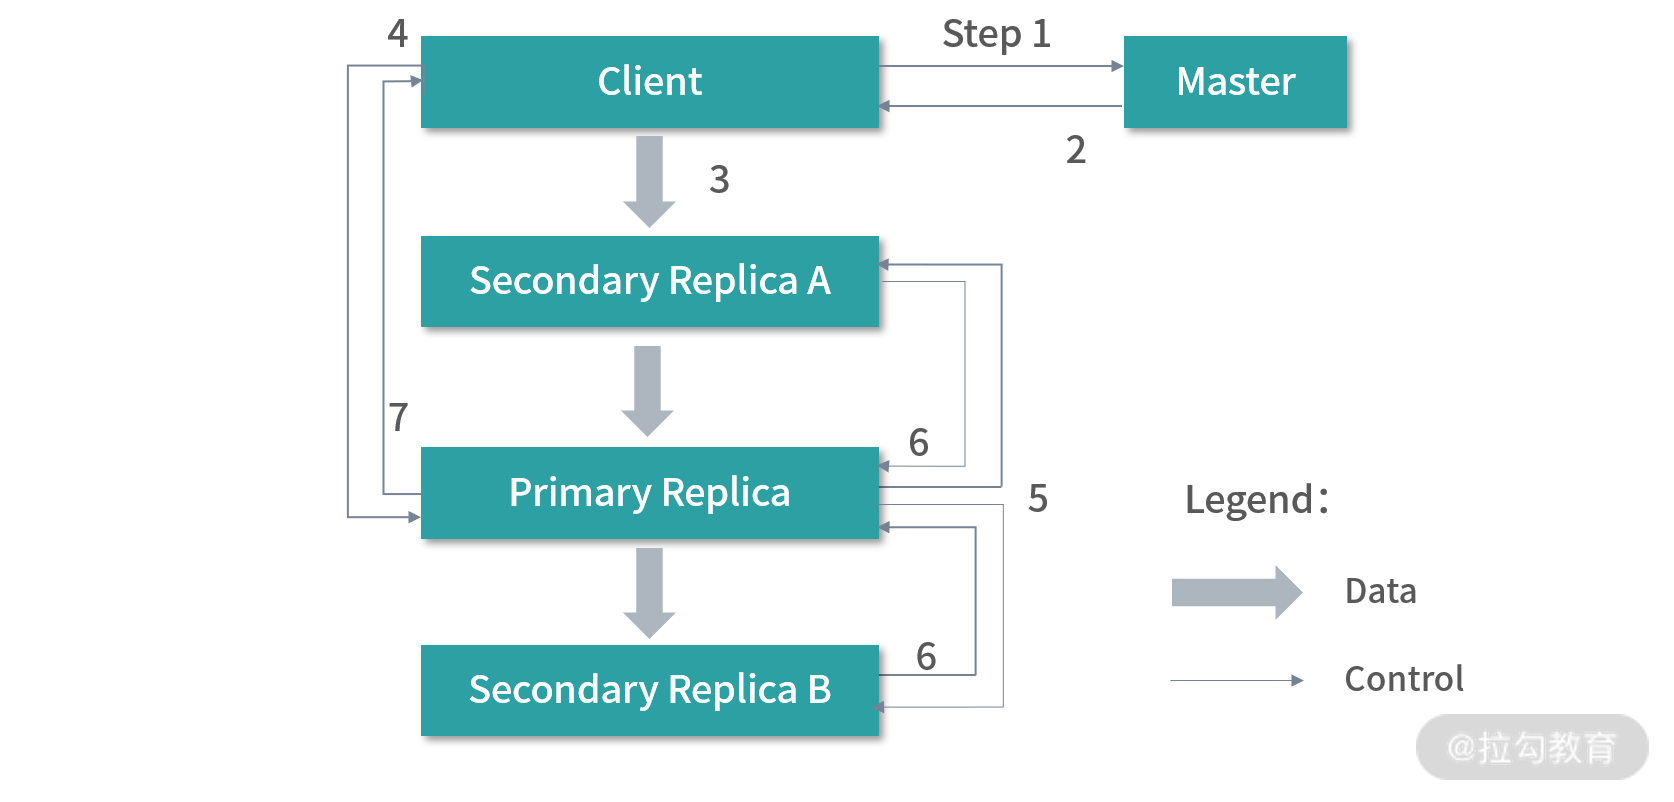 4
Step 1
Client
Master
2
3
Secondary Replica A
7
6
Primary Replica
5
Legend：
Data
6
Secondary Replica B
Control
@拉勾教育